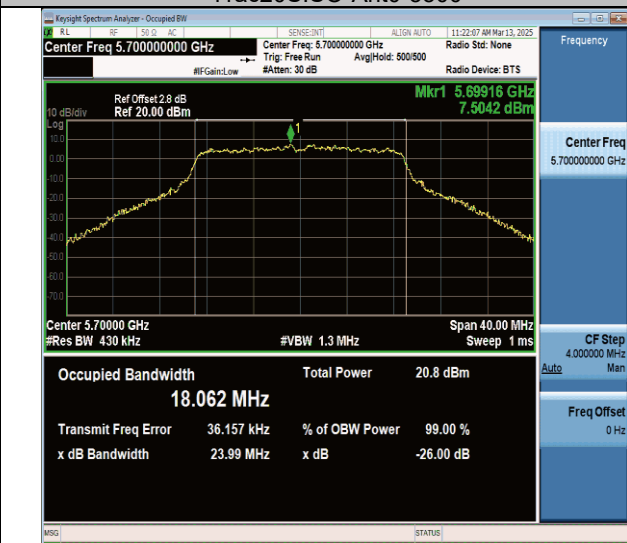 Keysight Spectrum Analyzer - Occupied BW
RL RF 50 Ω AC SENSE:INT ALIGN AUTO 11:22:07 AM Mar 13, 2025
Center Freq 5.700000000 GHz
Center Freq: 5.700000000 GHz
Radio Std: None
Trig: Free Run Avg|Hold: 500/500
#IFGain:Low
#Atten: 30 dB
Radio Device: BTS
Frequency
Mkr1 5.69916 GHz
7.5042 dBm
Ref Offset 2.8 dB
10 dB/div Ref 20.00 dBm
Log
1
10.0
0.00
-10.0
-20.0
-30.0
-40.0
-50.0
-60.0
-70.0
Center Freq
5.700000000 GHz
Center 5.70000 GHz Span 40.00 MHz
#Res BW 430 kHz #VBW 1.3 MHz Sweep 1 ms
CF Step
4.000000 MHz
Auto Man
Occupied Bandwidth Total Power 20.8 dBm
18.062 MHz
Transmit Freq Error 36.157 kHz % of OBW Power 99.00 %
x dB Bandwidth 23.99 MHz x dB -26.00 dB
Freq Offset
0 Hz
MSG STATUS